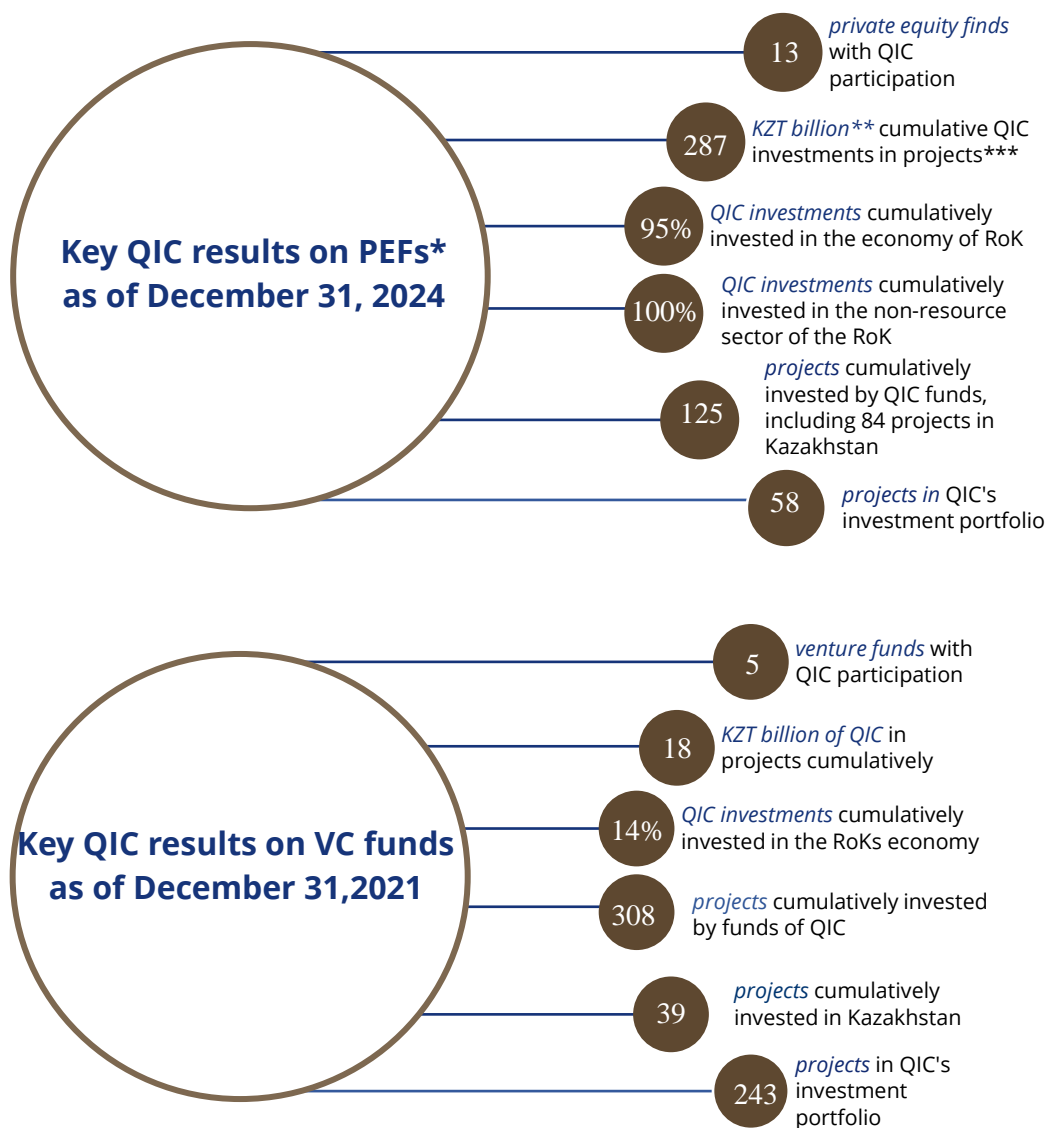 Key QIC results on PEFs*
as of December 31, 2024
13
private equity finds
with QIC
participation
287
KZT billion** cumulative QIC
investments in projects***
95%
QIC investments cumulatively
invested in the economy of RoK
100%
QIC investments cumulatively
invested in the non-resource
sector of the RoK
125
projects cumulatively
invested by QIC funds,
including 84 projects in
Kazakhstan
58
projects in QIC's
investment portfolio
Key QIC results on VC funds
as of December 31,2021
5
venture funds with
QIC participation
18
KZT billion of QIC in
projects cumulatively
14%
QIC investments cumulatively
invested in the RoKs economy
308
projects cumulatively invested
by funds of QIC
39
projects cumulatively
invested in Kazakhstan
243
projects in QIC's
investment
portfolio